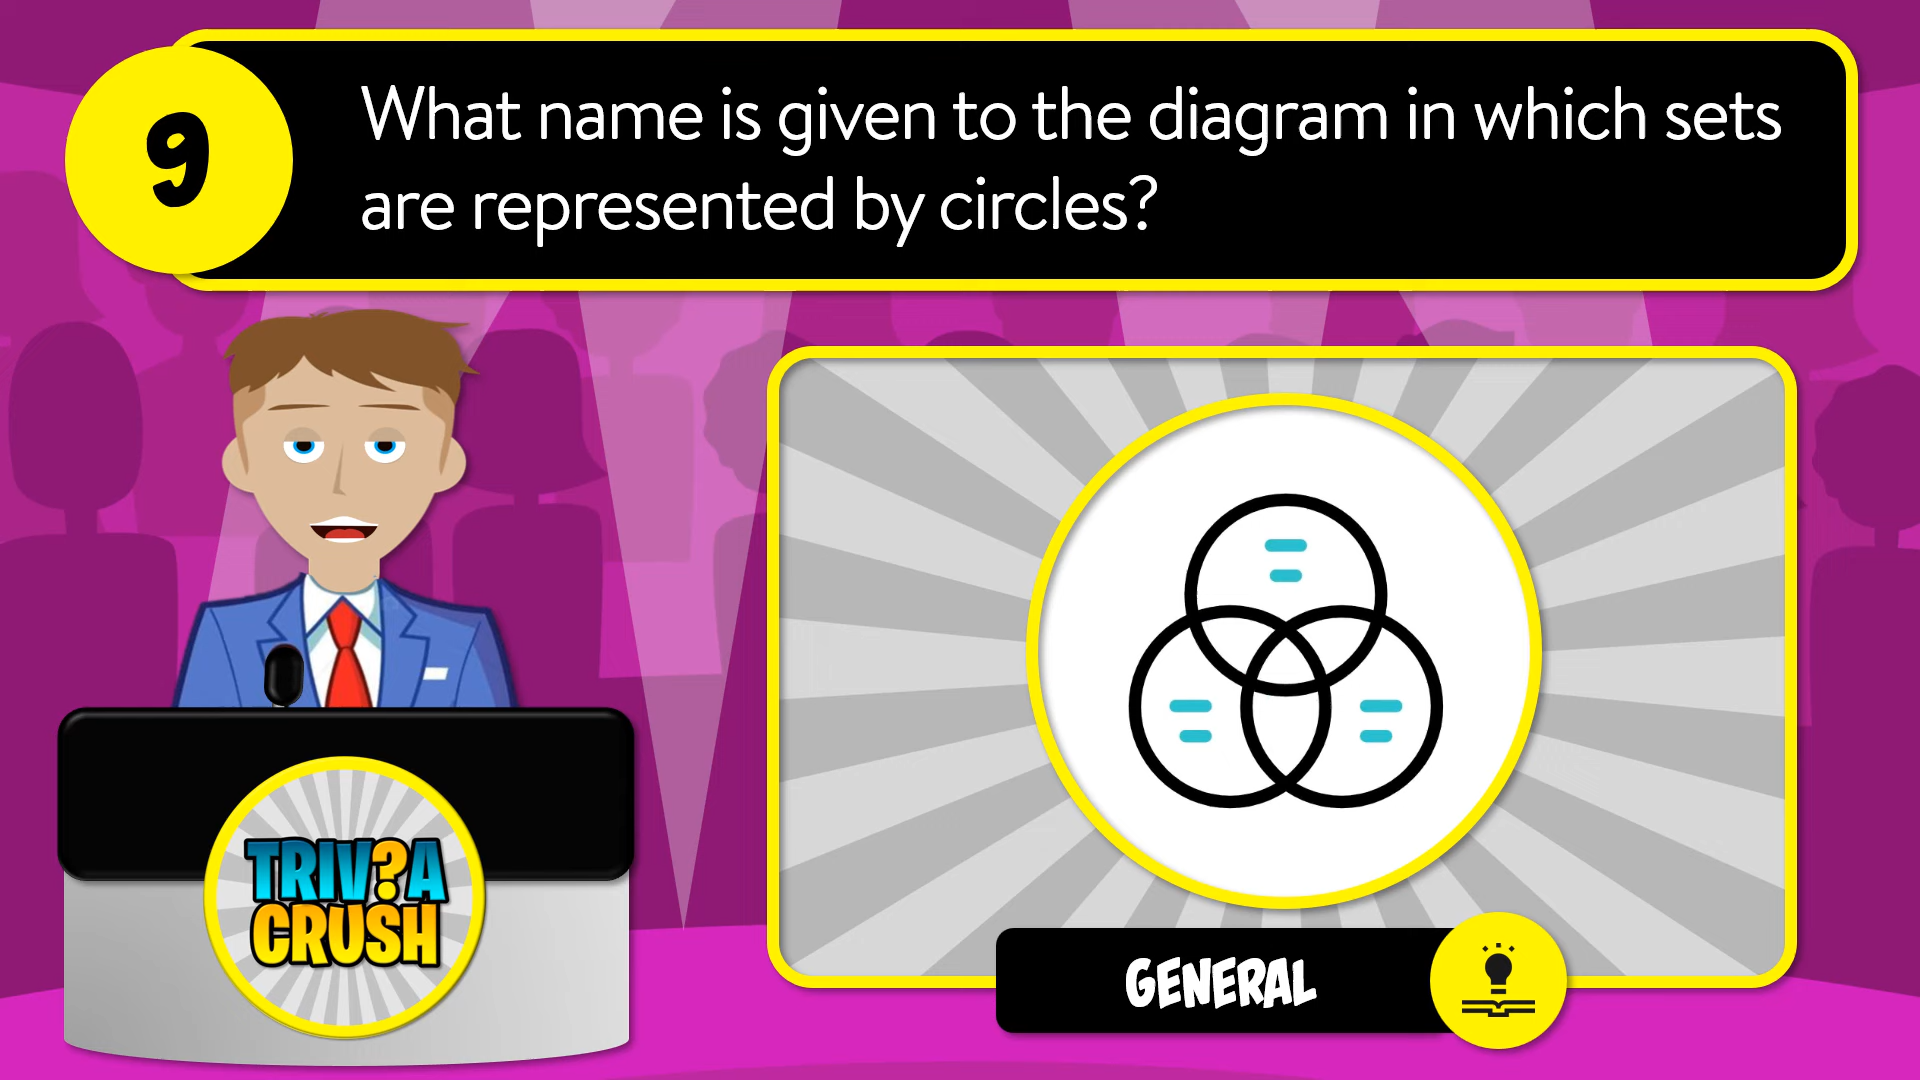 9
What name is given to the diagram in which sets
are represented by circles?
TRIV?A
CRUSH
GENERAL